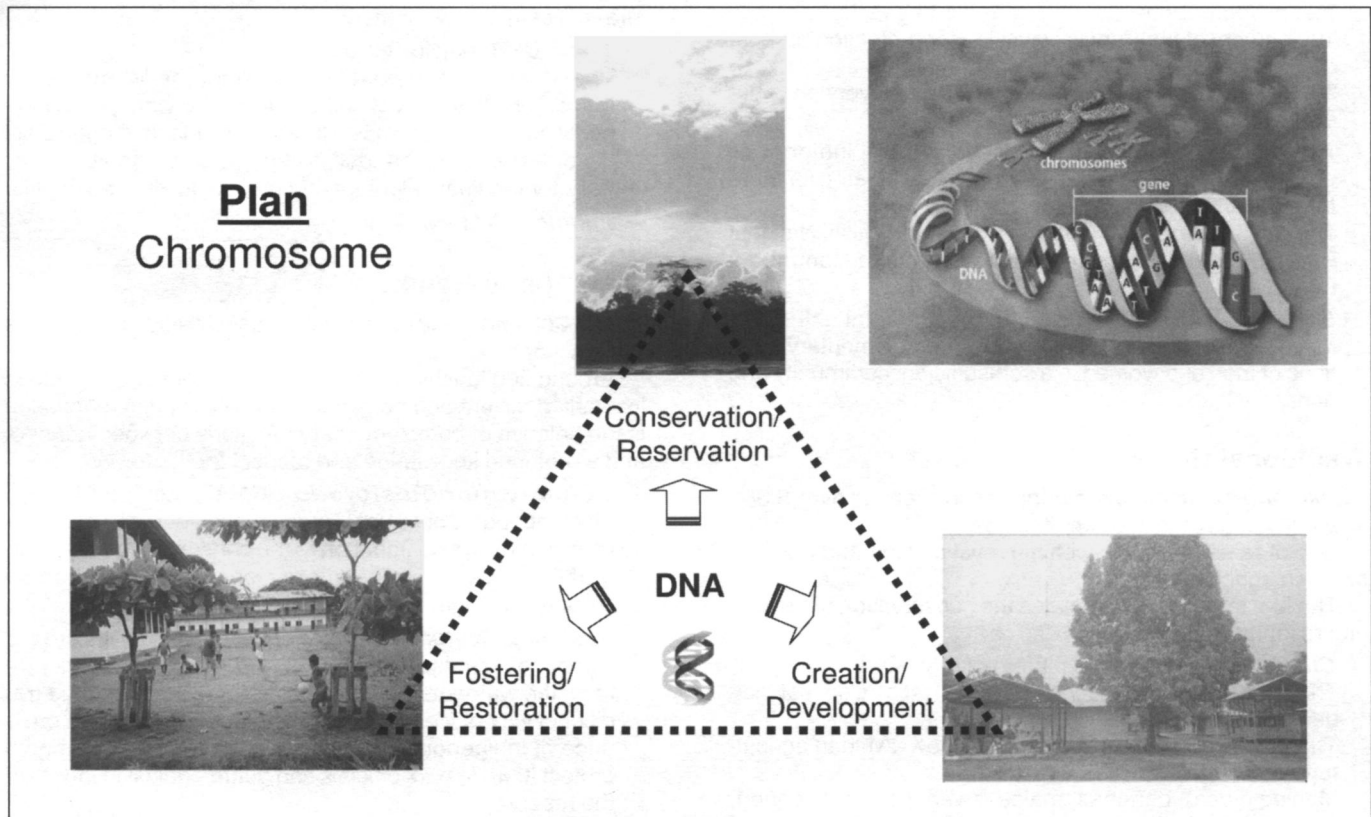 Plan
Chromosome
chromosomes
gene
DNA
C
C
G
T
A
A
C
T
A
G
T
T
A
T
A
G
C
Conservation/
Reservation
DNA
Fostering/
Restoration
Creation/
Development